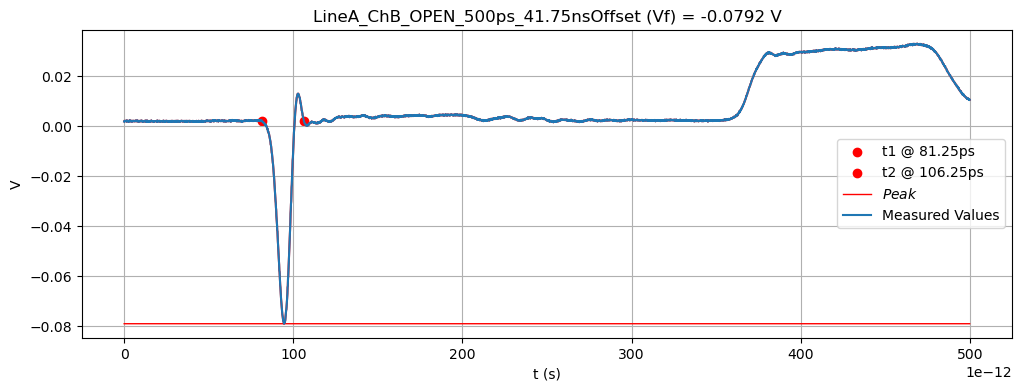 LineA_ChB_OPEN_500ps_41.75nsOffset (Vf) = -0.0792 V
0.02
0.00
−0.02
−0.04
−0.06
−0.08
V
t1 @ 81.25ps
t2 @ 106.25ps
Peak
Measured Values
0
100
200
300
400
500
t (s)
1e−12